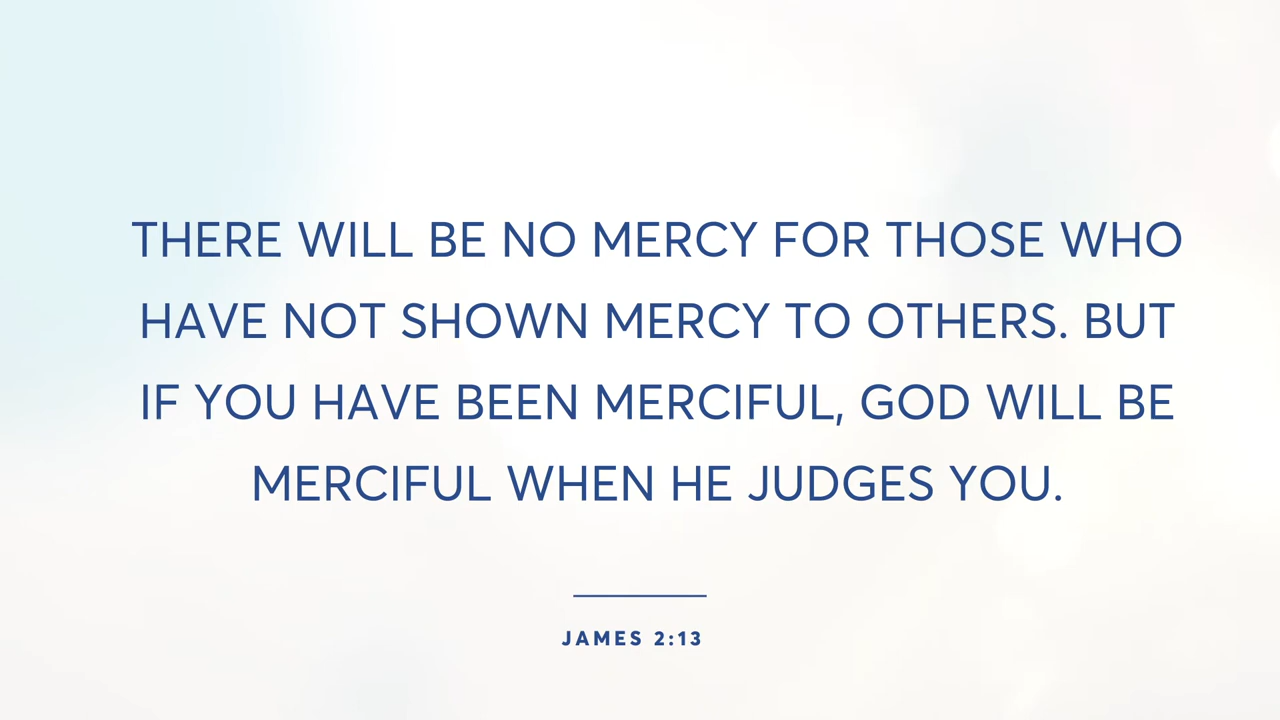 THERE WILL BE NO MERCY FOR THOSE WHO
HAVE NOT SHOWN MERCY TO OTHERS. BUT
IF YOU HAVE BEEN MERCIFUL, GOD WILL BE
MERCIFUL WHEN HE JUDGES YOU.
JAMES 2:13